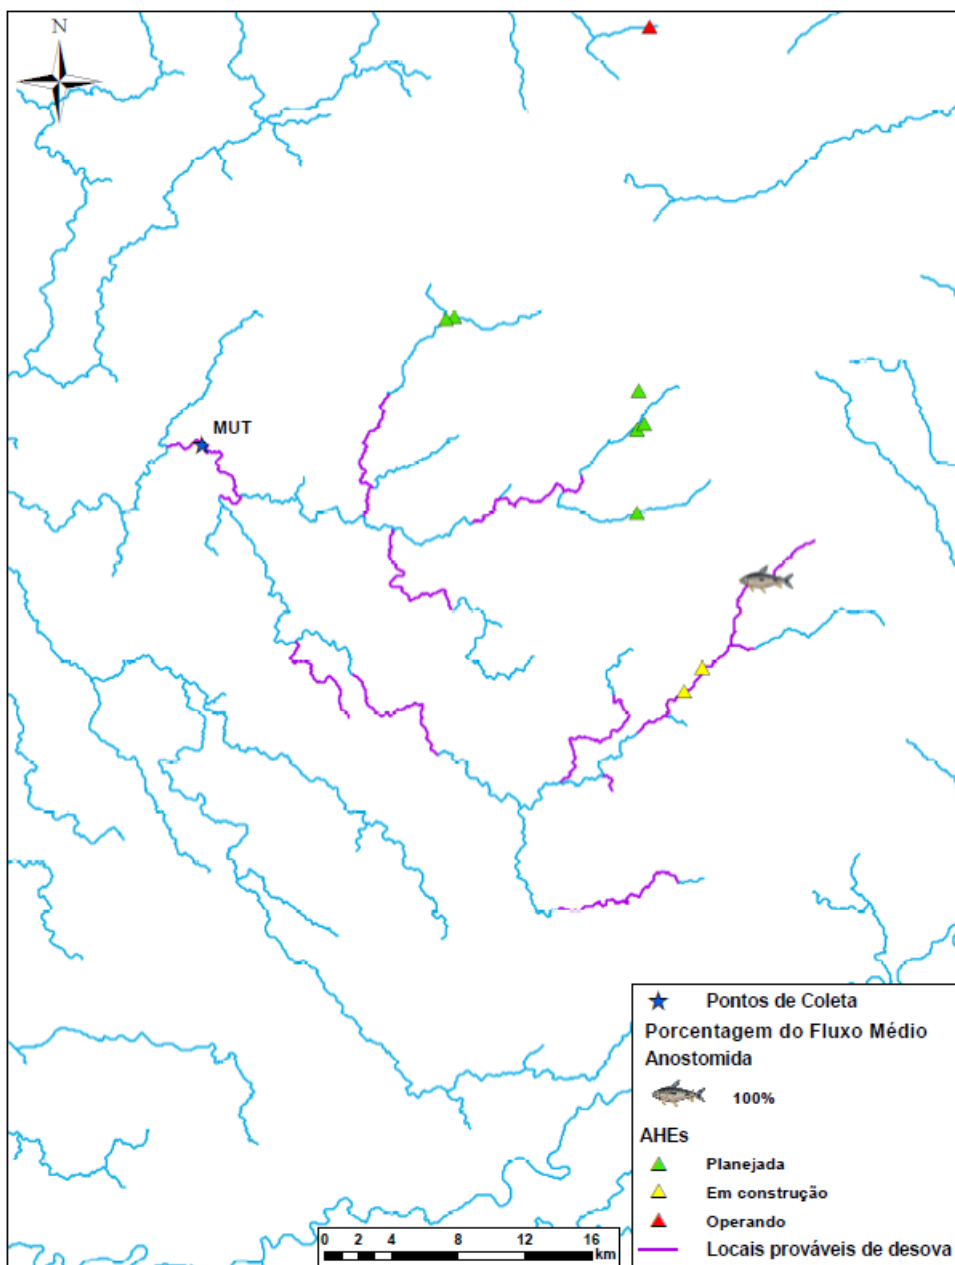 N
MUT
Pontos de Coleta
Porcentagem do Fluxo Médio
Anostomida
100%
AHEs
Planejada
Em construção
Operando
Locais prováveis de desova
0 2 4 8 12 16
km